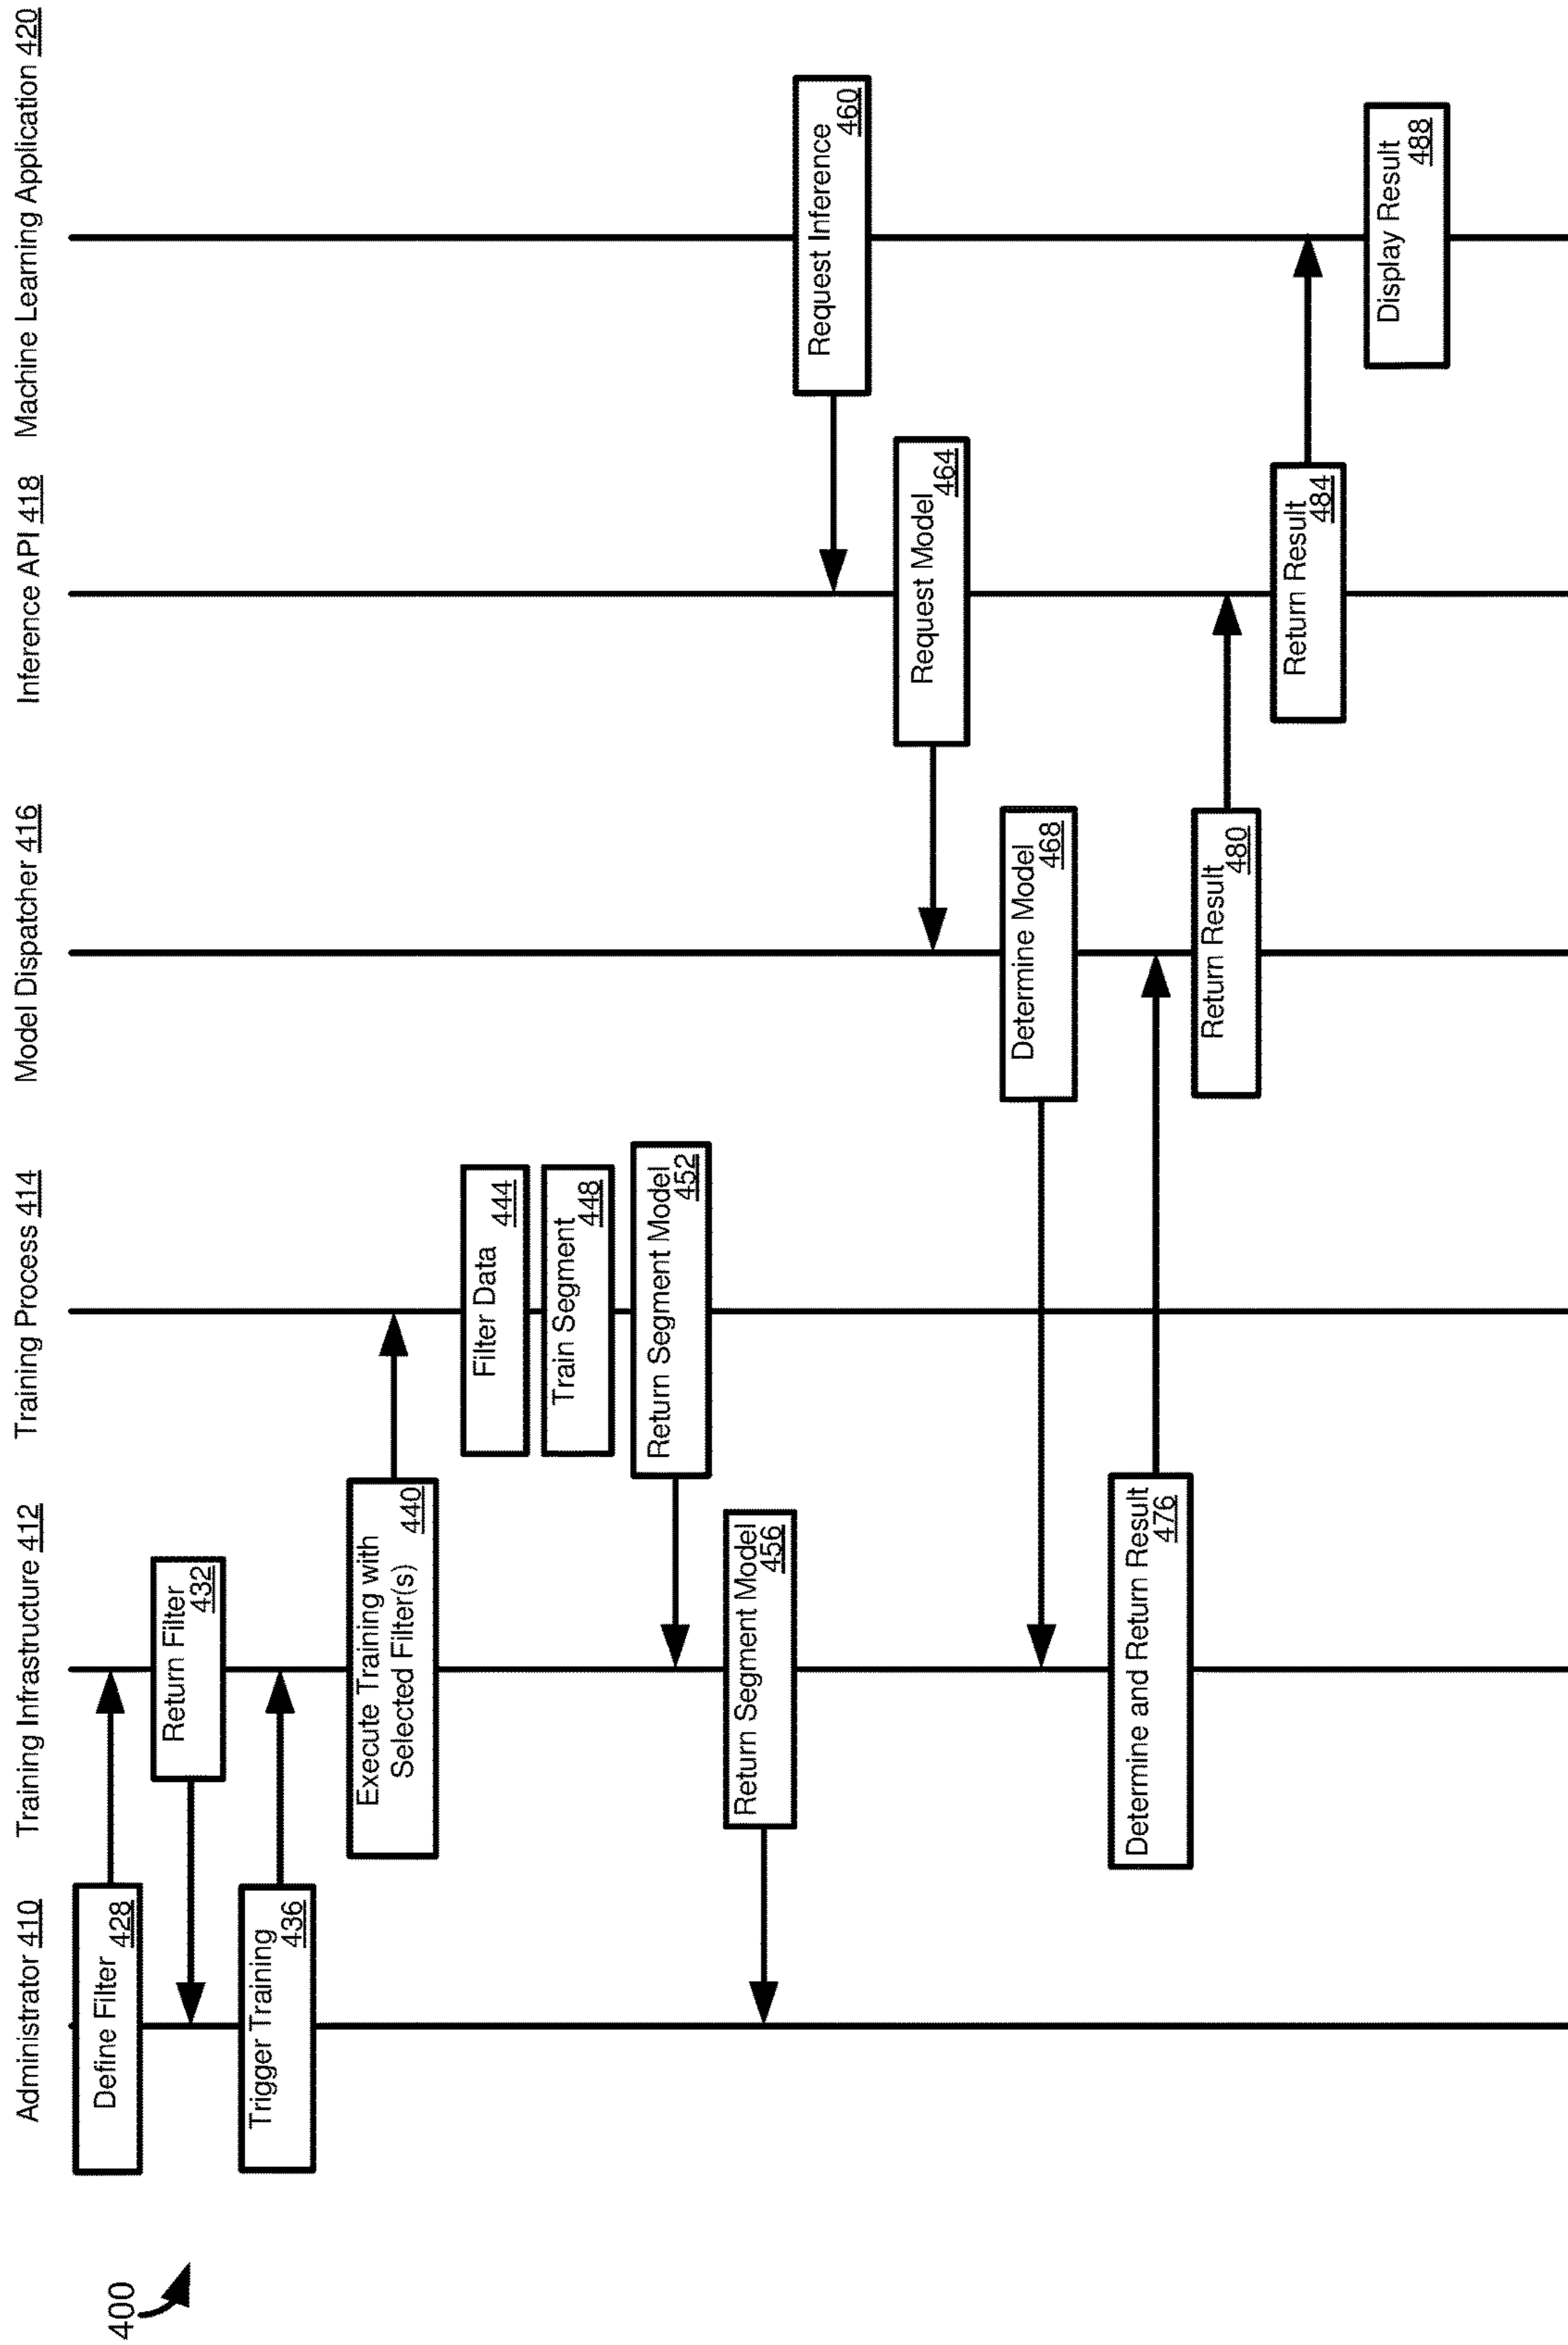 Administrator 410
Training Infrastructure 412
Training Process 414
Model Dispatcher 416
Inference API 418
Machine Learning Application 420
400
Define Filter
428
Return Filter
432
Trigger Training
436
Execute Training with
Selected Filter(s)
440
Filter Data
444
Train Segment
448
Return Segment Model
452
Return Segment Model
456
Request Inference
460
Request Model
464
Determine Model
468
Determine and Return Result
476
Return Result
480
Return Result
484
Display Result
488